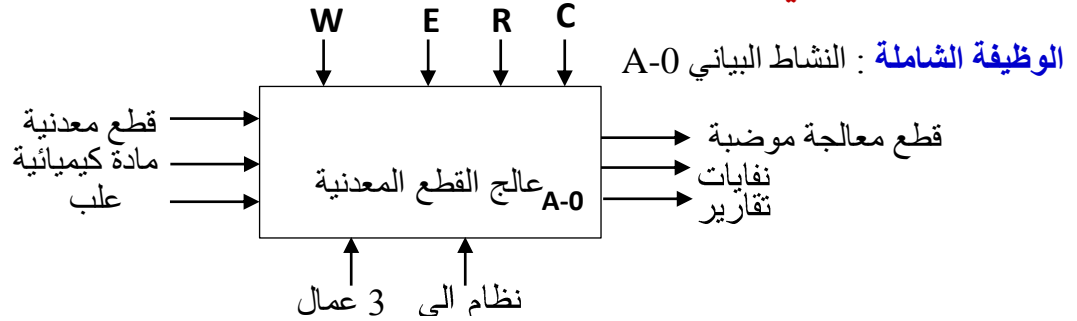 الوظيفة الشاملة : النشاط البياني A-0
W E R C
قطع معدنية
مادة كيميائية
علب
عالج القطع المعدنية
A-0
قطع معالجة موضبة
نفايات
تقارير
3 عمال
نظام الي